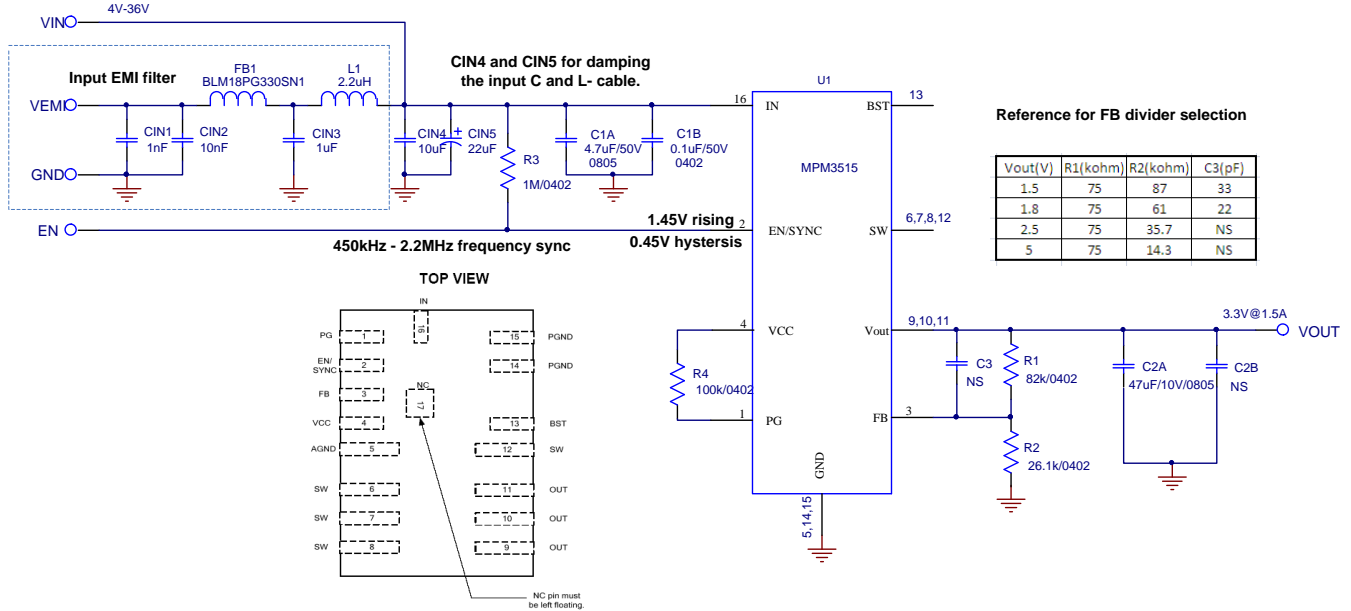 VIN
4V-36V
Input EMI filter
FB1
BLM18PG330SN1
L1
2.2uH
CIN4 and CIN5 for damping
the input C and L- cable.
VEMI
CIN1
1nF
CIN2
10nF
CIN3
1uF
CIN4
10uF
+
CIN5
22uF
R3
1M/0402
C1A
4.7uF/50V
0805
C1B
0.1uF/50V
0402
GND
EN
450kHz - 2.2MHz frequency sync
1.45V rising
0.45V hystersis
U1
MPM3515
16
IN
2
EN/SYNC
4
VCC
1
PG
R4
100k/0402
BST
13
SW
6,7,8,12
Vout
9,10,11
FB
3
GND
5,14,15
Reference for FB divider selection
Vout(V) R1(kohm) R2(kohm) C3(pF)
1.5 75 87 33
1.8 75 61 22
2.5 75 35.7 NS
5 75 14.3 NS
3.3V@1.5A
VOUT
C3
NS
R1
82k/0402
R2
26.1k/0402
C2A
47uF/10V/0805
C2B
NS
TOP VIEW
IN
16
PG 1
EN/
SYNC
2
FB 3
VCC 4
AGND 5
SW 6
SW 7
SW 8
NC
17
15 PGND
14 PGND
13 BST
12 SW
11 OUT
10 OUT
9 OUT
NC pin must
be left floating.